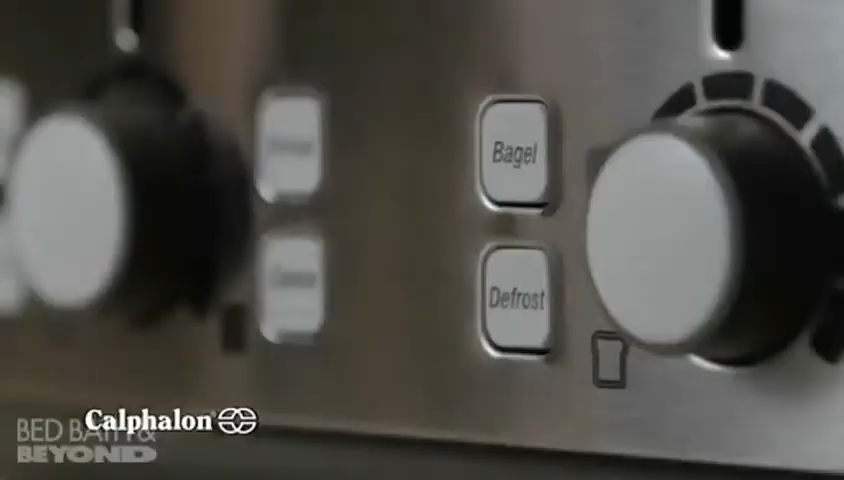 Bagel
Defrost
Calphalon
BED BATH &
BEYOND